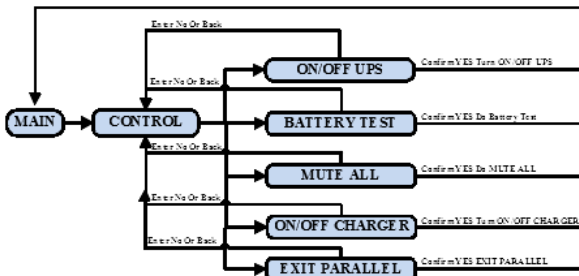 Enter No Or Back
ON/OFF UPS
Confirm YES Turn ON/OFF UPS
Enter No Or Back
MAIN
CONTROL
BATTERY TEST
Confirm YES Do Battery Test
Enter No Or Back
MUTE ALL
Confirm YES Do MUTE ALL
Enter No Or Back
ON/OFF CHARGER
Confirm YES Turn ON/OFF CHARGER
Enter No Or Back
EXIT PARALLEL
Confirm YES EXIT PARALLEL